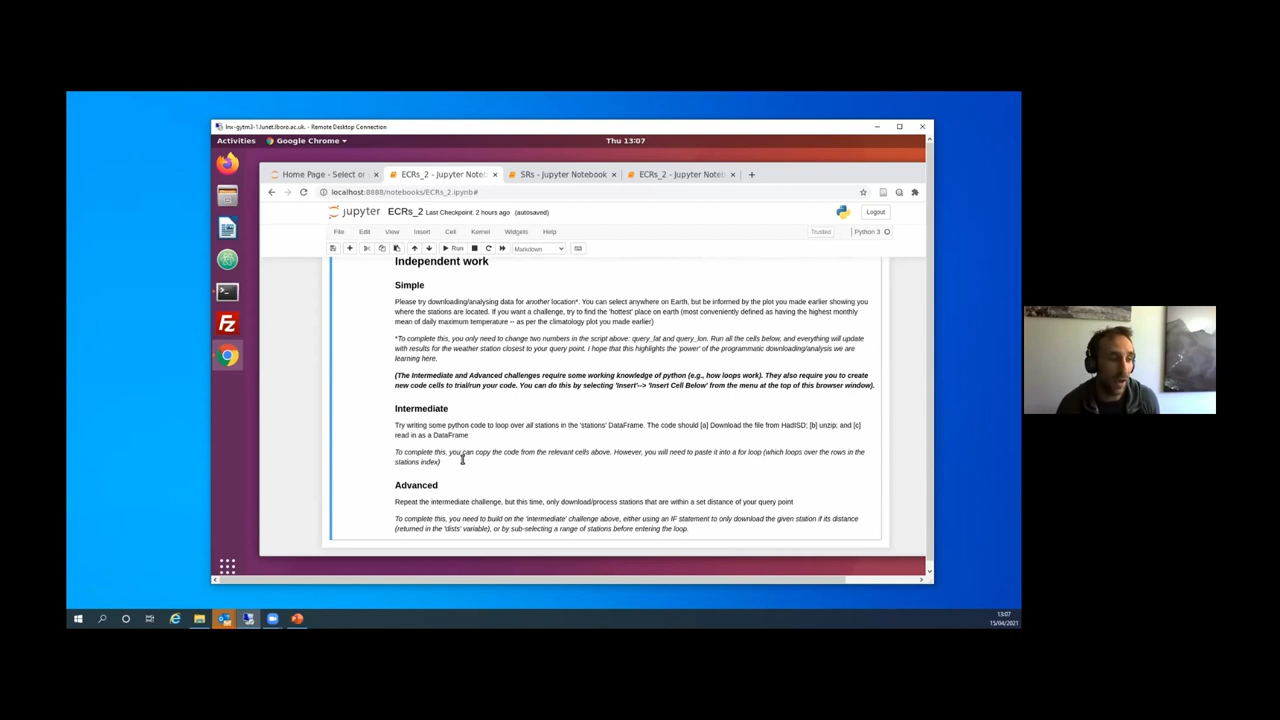 lnx-gytm3-1.lunet.lboro.ac.uk. - Remote Desktop Connection
Activities Google Chrome Thu 13:07
Home Page - Select or ECRs_2 - Jupyter Noteb SRs - Jupyter Notebook ECRs_2 - Jupyter Noteb
localhost:8888/notebooks/ECRs_2.ipynb#
jupyter ECRs_2 Last Checkpoint: 2 hours ago (autosaved) Logout
File Edit View Insert Cell Kernel Widgets Help Trusted Python 3
Run Markdown
Independent work
Simple
Please try downloading/analysing data for another location*. You can select anywhere on Earth, but be informed by the plot you made earlier showing you
where the stations are located. If you want a challenge, try to find the 'hottest' place on earth (most conveniently defined as having the highest monthly
mean of daily maximum temperature -- as per the climatology plot you made earlier)
*To complete this, you only need to change two numbers in the script above: query_lat and query_lon. Run all the cells below, and everything will update
with results for the weather station closest to your query point. I hope that this highlights the 'power' of the programmatic downloading/analysis we are
learning here.
(The Intermediate and Advanced challenges require some working knowledge of python (e.g., how loops work). They also require you to create
new code cells to trial/run your code. You can do this by selecting 'Insert'--> 'Insert Cell Below' from the menu at the top of this browser window).
Intermediate
Try writing some python code to loop over all stations in the 'stations' DataFrame. The code should [a] Download the file from HadISD; [b] unzip; and [c]
read in as a DataFrame
To complete this, you can copy the code from the relevant cells above. However, you will need to paste it into a for loop (which loops over the rows in the
stations index)
Advanced
Repeat the intermediate challenge, but this time, only download/process stations that are within a set distance of your query point
To complete this, you need to build on the 'intermediate' challenge above, either using an IF statement to only download the given station if its distance
(returned in the 'dists' variable), or by sub-selecting a range of stations before entering the loop.
13:07
15/04/2021